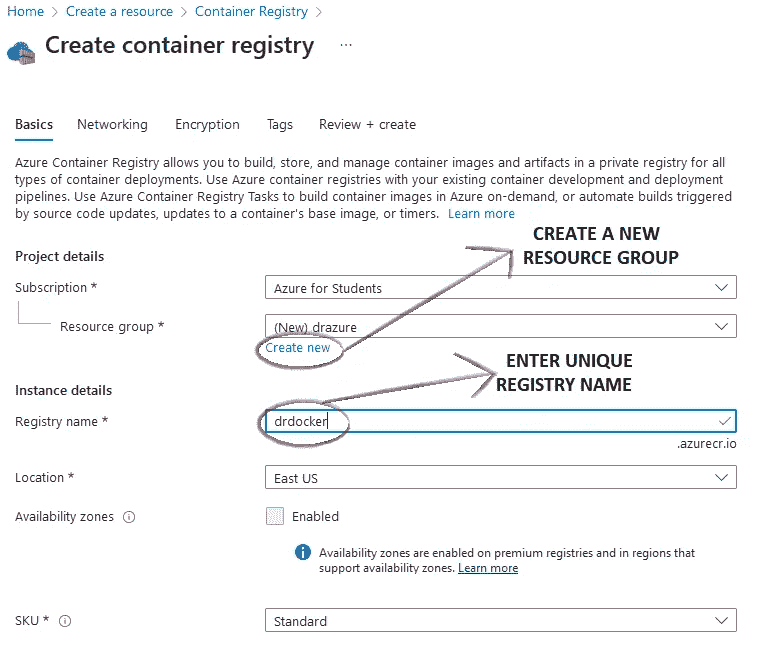 Home > Create a resource > Container Registry >
Create container registry ...
Basics Networking Encryption Tags Review + create
Azure Container Registry allows you to build, store, and manage container images and artifacts in a private registry for all
types of container deployments. Use Azure container registries with your existing container development and deployment
pipelines. Use Azure Container Registry Tasks to build container images in Azure on-demand, or automate builds triggered
by source code updates, updates to a container's base image, or timers. Learn more
CREATE A NEW
RESOURCE GROUP
Project details
Subscription *
Azure for Students
Resource group *
(New) drazure
Create new
ENTER UNIQUE
REGISTRY NAME
Instance details
Registry name *
drdocker
.azurecr.io
Location *
East US
Availability zones
Enabled
Availability zones are enabled on premium registries and in regions that
support availability zones. Learn more
SKU *
Standard